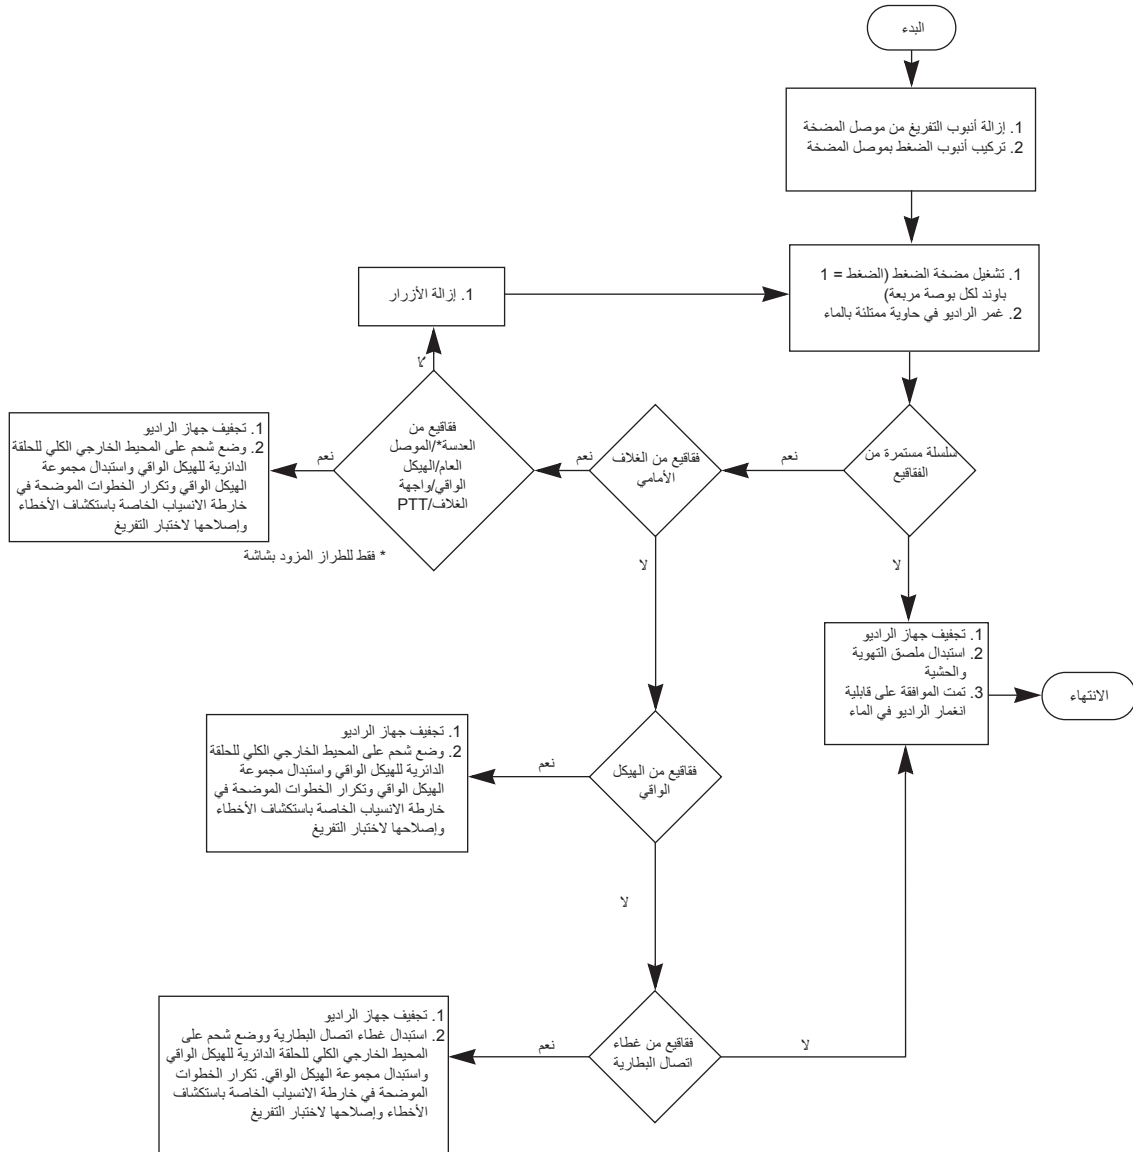 البدء
1. إزالة أنبوب التفريغ من موصل المضخة
2. تركيب أنبوب الضغط بموصل المضخة
1. تشغيل مضخة الضغط (الضغط = 1
باوند لكل بوصة مربعة)
2. غمر الراديو في حاوية ممتلئة بالماء
1. إزالة الأزرار
لا
سلسلة مستمرة من
الفقاقيع
نعم
فقاقيع من الغلاف
الأمامي
نعم
فقاقيع من
العدسة*/الموصل
العام/الهيكل
الواقي/واجهة
الغلاف/PTT
نعم
1. تجفيف جهاز الراديو
2. وضع شحم على المحيط الخارجي الكلي للحلقة
الدائرية للهيكل الواقي واستبدال مجموعة
الهيكل الواقي وتكرار الخطوات الموضحة في
خارطة الانسياب الخاصة باستكشاف الأخطاء
وإصلاحها لاختبار التفريغ
* فقط للطراز المزود بشاشة
لا
لا
1. تجفيف جهاز الراديو
2. استبدال ملصق التهوية
والحشية
3. تمت الموافقة على قابلية
انغمار الراديو في الماء
الانتهاء
فقاقيع من الهيكل
الواقي
نعم
1. تجفيف جهاز الراديو
2. وضع شحم على المحيط الخارجي الكلي للحلقة
الدائرية للهيكل الواقي واستبدال مجموعة
الهيكل الواقي وتكرار الخطوات الموضحة في
خارطة الانسياب الخاصة باستكشاف الأخطاء
وإصلاحها لاختبار التفريغ
لا
فقاقيع من غطاء
اتصال البطارية
لا
نعم
1. تجفيف جهاز الراديو
2. استبدال غطاء اتصال البطارية ووضع شحم على
المحيط الخارجي الكلي للحلقة الدائرية للهيكل الواقي
واستبدال مجموعة الهيكل الواقي. تكرار الخطوات
الموضحة في خارطة الانسياب الخاصة باستكشاف
الأخطاء وإصلاحها لاختبار التفريغ